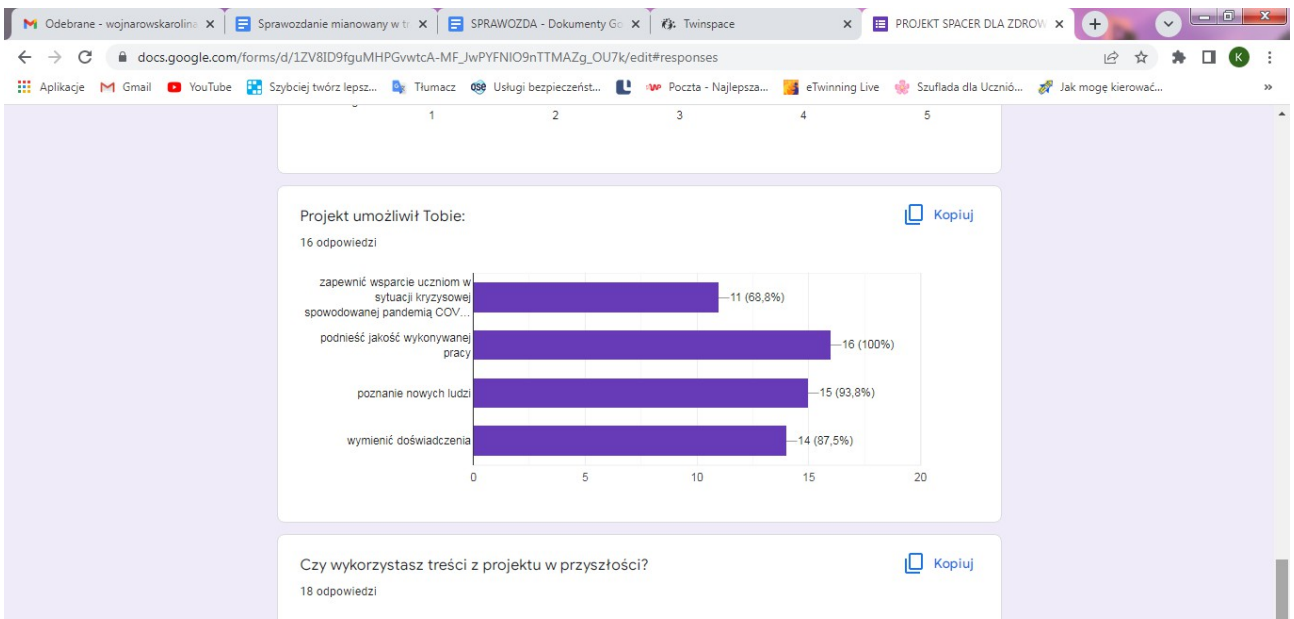 Odebrane - wojnarowskarolina
Sprawozdanie mianowany w tr
SPRAWOZDA - Dokumenty Go
Twinspace
PROJEKT SPACER DLA ZDROW
docs.google.com/forms/d/1ZV8ID9fguMHPGvwtcA-MF_JwPYFNIO9nTTMAZg_OU7k/edit#responses
K
Aplikacje
Gmail
YouTube
Szybciej twórz lepsz...
Tłumacz
Usługi bezpieczeńst...
Poczta - Najlepsza...
eTwinning Live
Szuflada dla Ucznió...
Jak mogę kierować...
1 2 3 4 5
Projekt umożliwił Tobie:
Kopiuj
16 odpowiedzi
zapewnić wsparcie uczniom w
sytuacji kryzysowej
spowodowanej pandemią COV...
11 (68,8%)
podnieść jakość wykonywanej
pracy
16 (100%)
poznanie nowych ludzi
15 (93,8%)
wymienić doświadczenia
14 (87,5%)
0 5 10 15 20
Czy wykorzystasz treści z projektu w przyszłości?
Kopiuj
18 odpowiedzi